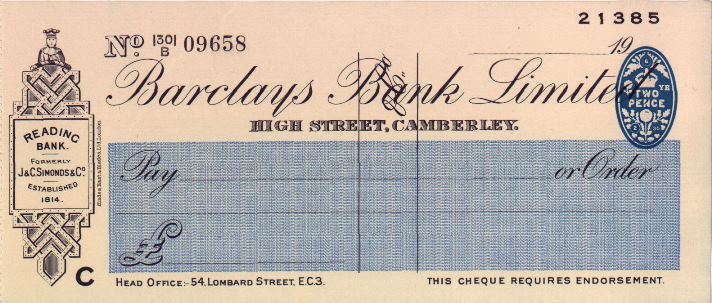 21385
No. 1301/B 09658
19
Barclays Bank Limited
HIGH STREET, CAMBERLEY.
TWO PENCE
READING BANK.
FORMERLY
J.&C.SIMONDS&Co
ESTABLISHED
1814.
Pay
or Order
£
C
HEAD OFFICE:- 54, LOMBARD STREET, E.C.3.
THIS CHEQUE REQUIRES ENDORSEMENT.